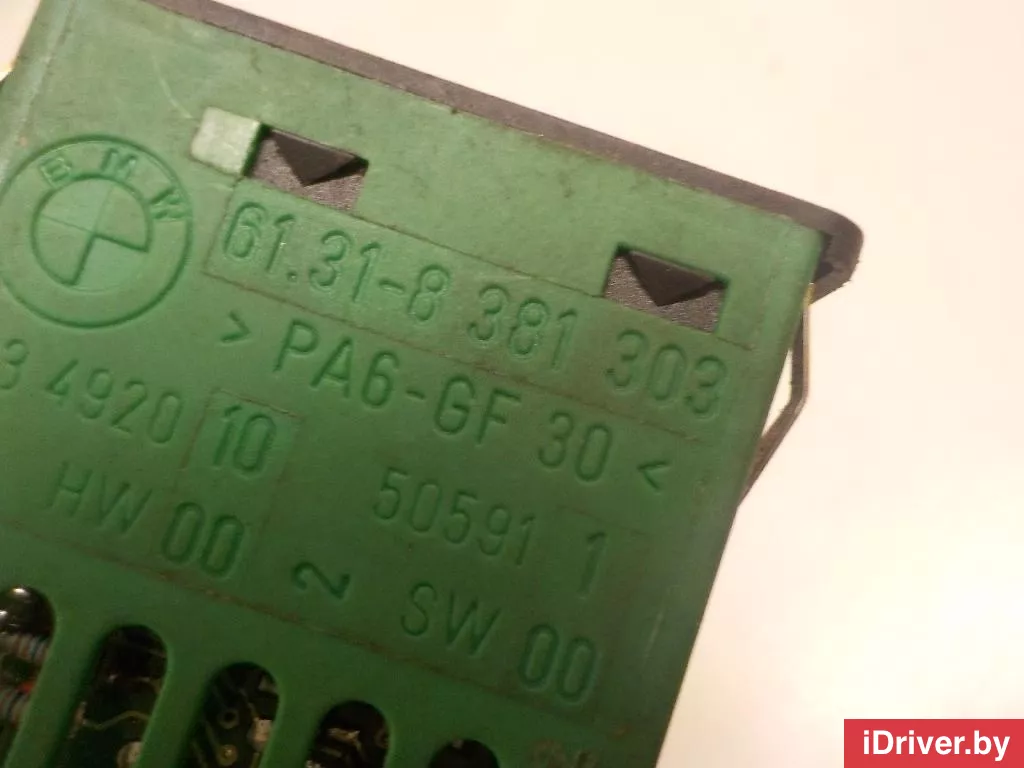 BMW
61.31-8 381 303
> PA6-GF 30 <
3 4920 10 50591 1
HW 00 2 SW 00
iDriver.by